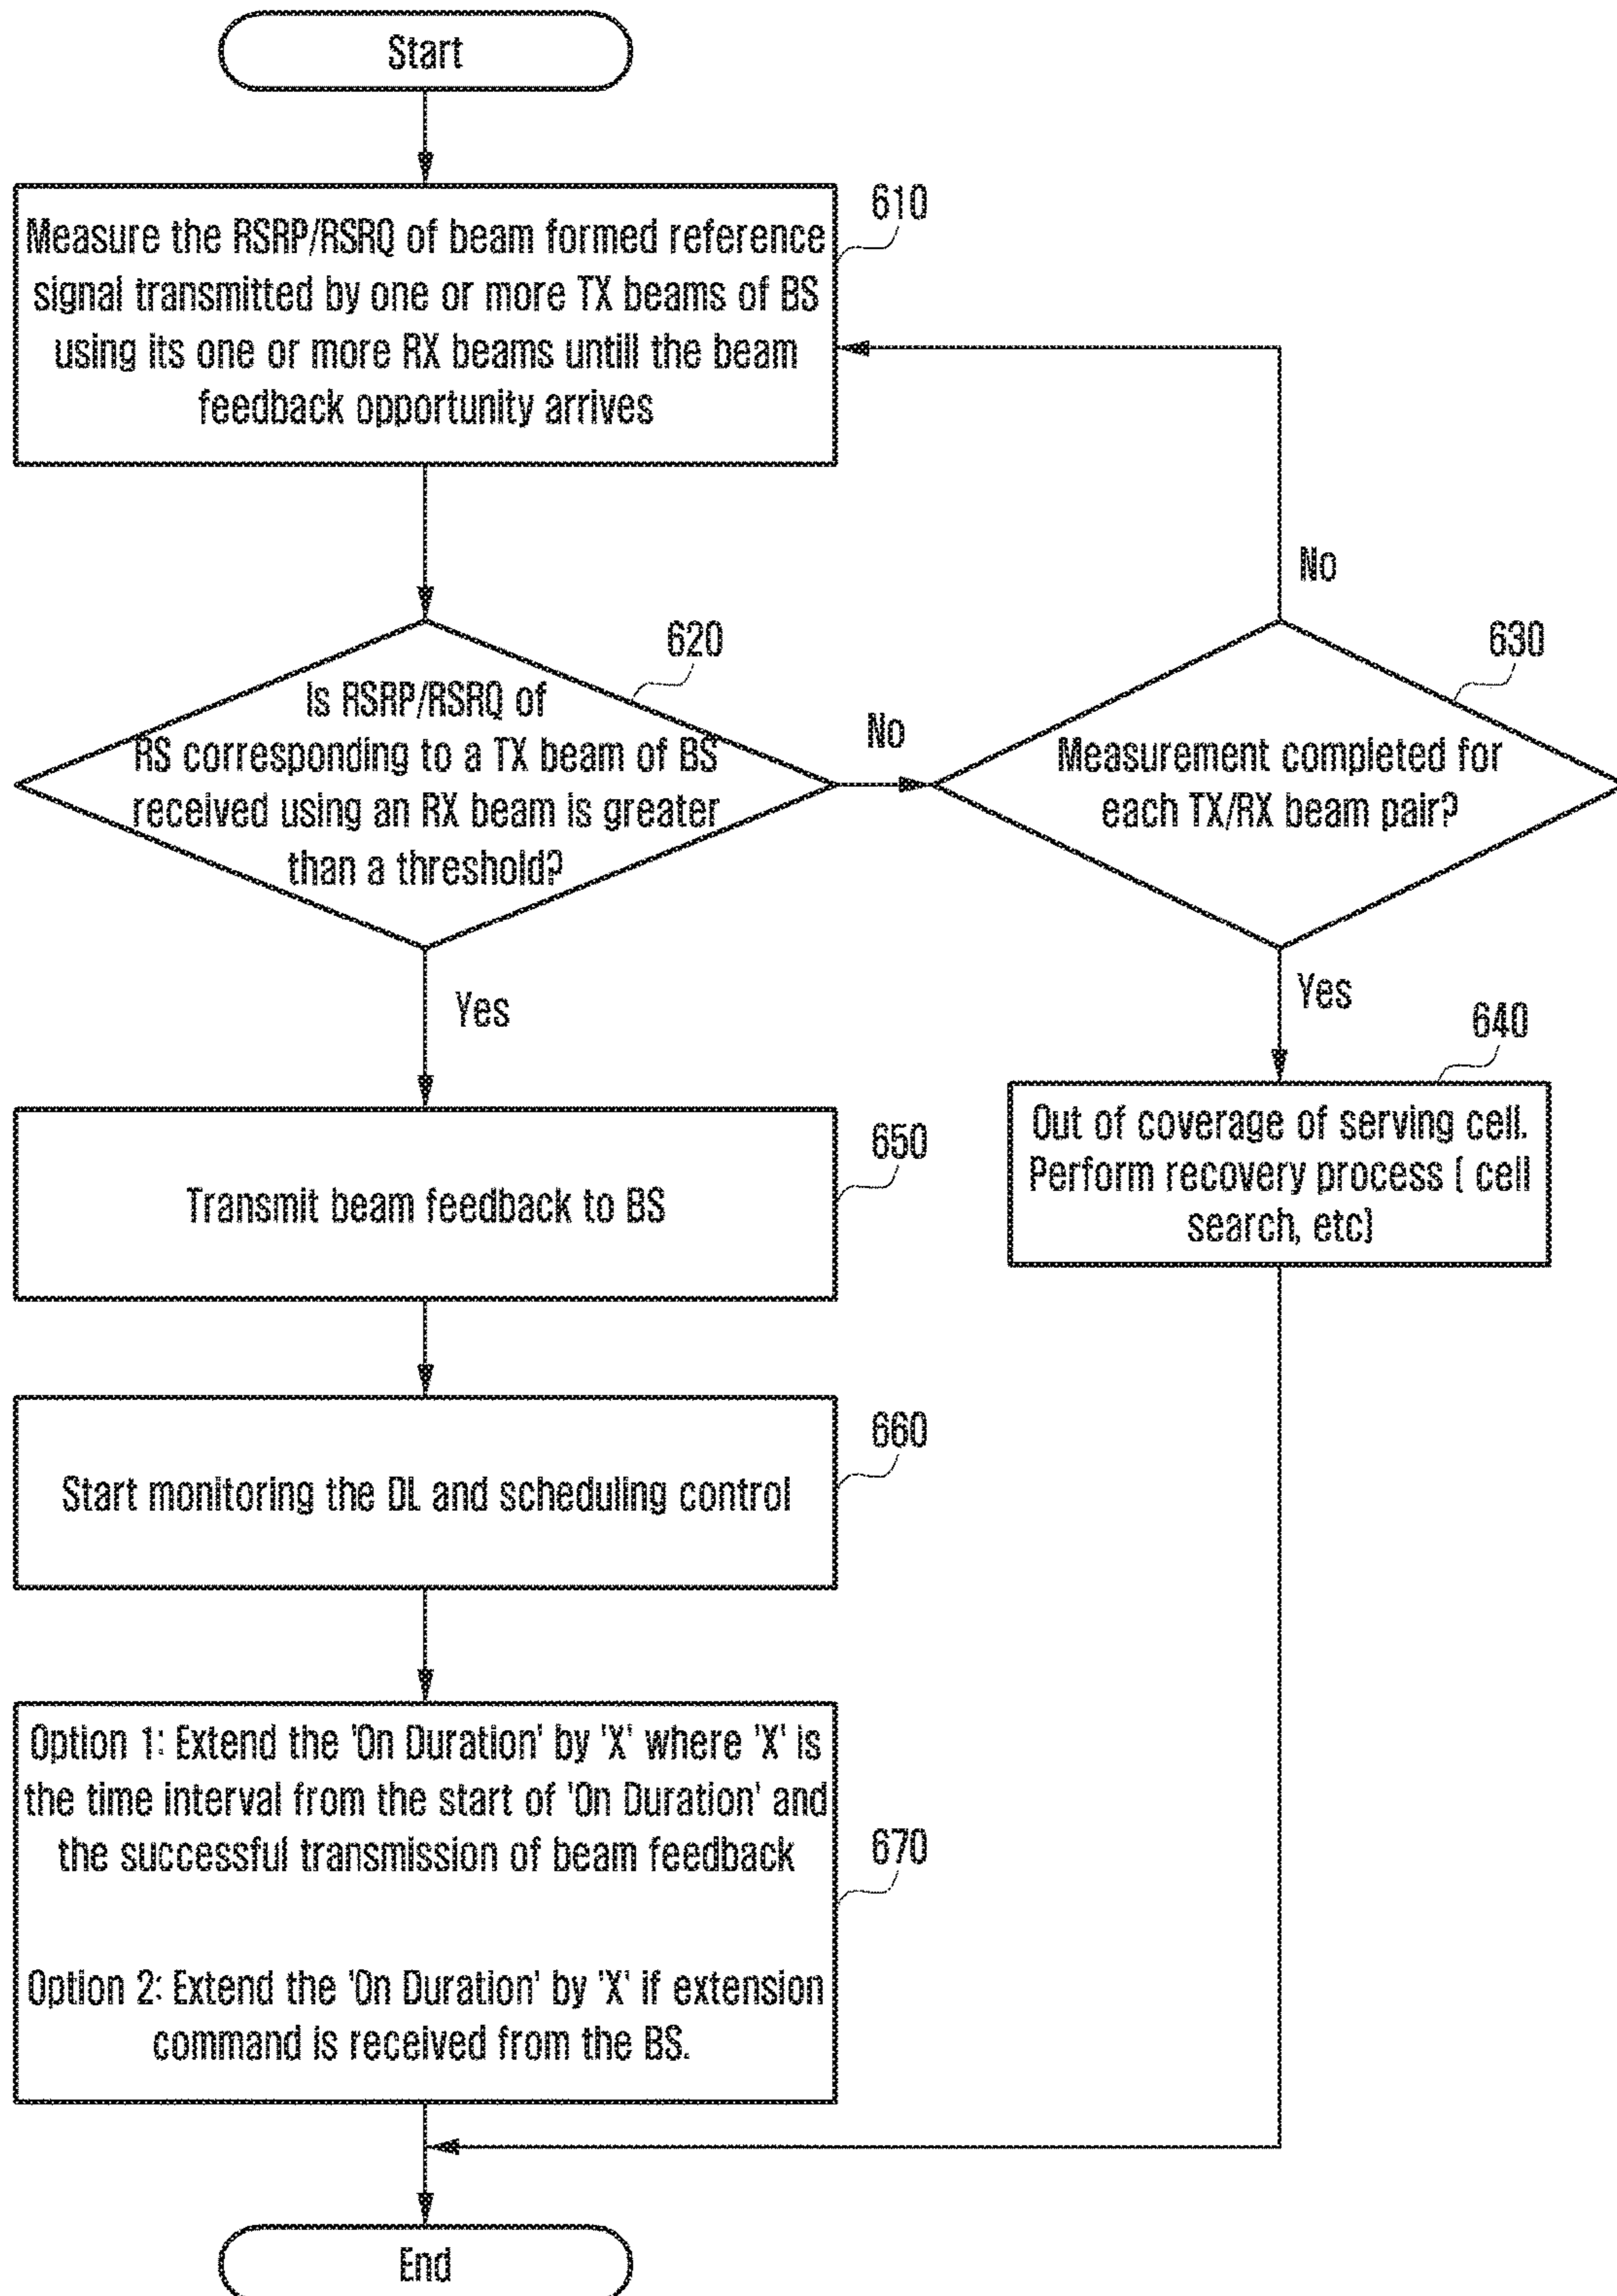 Start
610
Measure the RSRP/RSRQ of beam formed reference
signal transmitted by one or more TX beams of BS
using its one or more RX beams untill the beam
feedback opportunity arrives
No
620
630
Is RSRP/RSRQ of
RS corresponding to a TX beam of BS
received using an RX beam is greater
than a threshold?
No
Measurement completed for
each TX/RX beam pair?
Yes
Yes
640
Out of coverage of serving cell.
Perform recovery process ( cell
search, etc)
650
Transmit beam feedback to BS
660
Start monitoring the DL and scheduling control
Option 1: Extend the 'On Duration' by 'X' where 'X' is
the time interval from the start of 'On Duration' and
the successful transmission of beam feedback
670
Option 2: Extend the 'On Duration' by 'X' if extension
command is received from the BS.
End